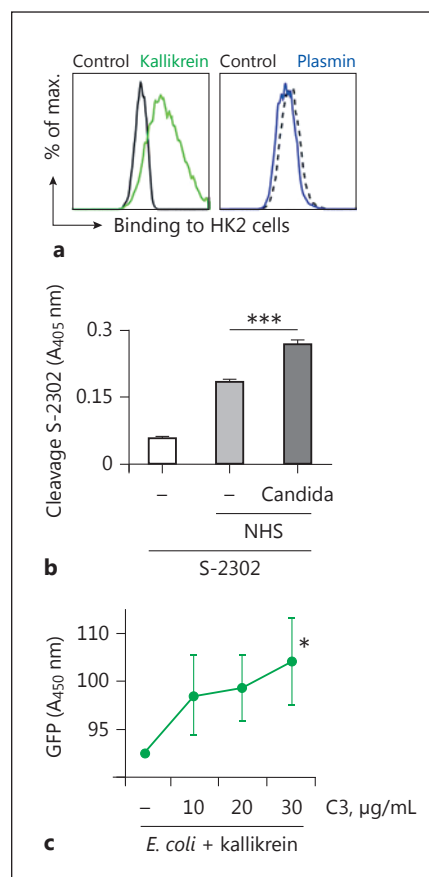 Control Kallikrein Control Plasmin
% of max.
Binding to HK2 cells
a
Cleavage S-2302 (A405 nm)
0.3
0.15
0
***
– – Candida
NHS
S-2302
b
GFP (A450 nm)
110
100
95
*
– 10 20 30 C3, µg/mL
E. coli + kallikrein
c